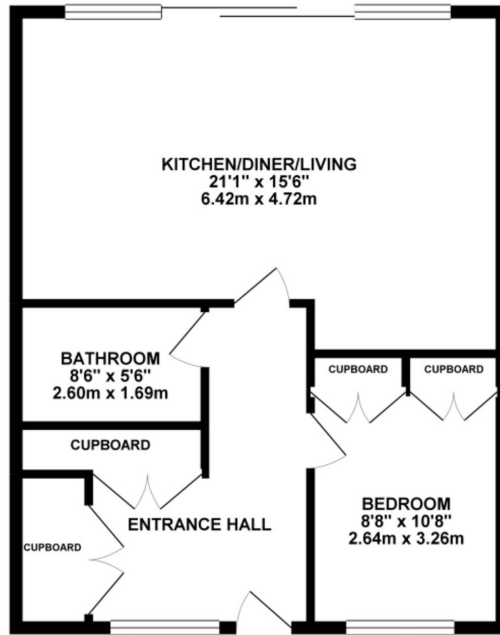 KITCHEN/DINER/LIVING
21'1" x 15'6"
6.42m x 4.72m
BATHROOM
8'6" x 5'6"
2.60m x 1.69m
CUPBOARD
CUPBOARD
CUPBOARD
CUPBOARD
BEDROOM
8'8" x 10'8"
2.64m x 3.26m
ENTRANCE HALL